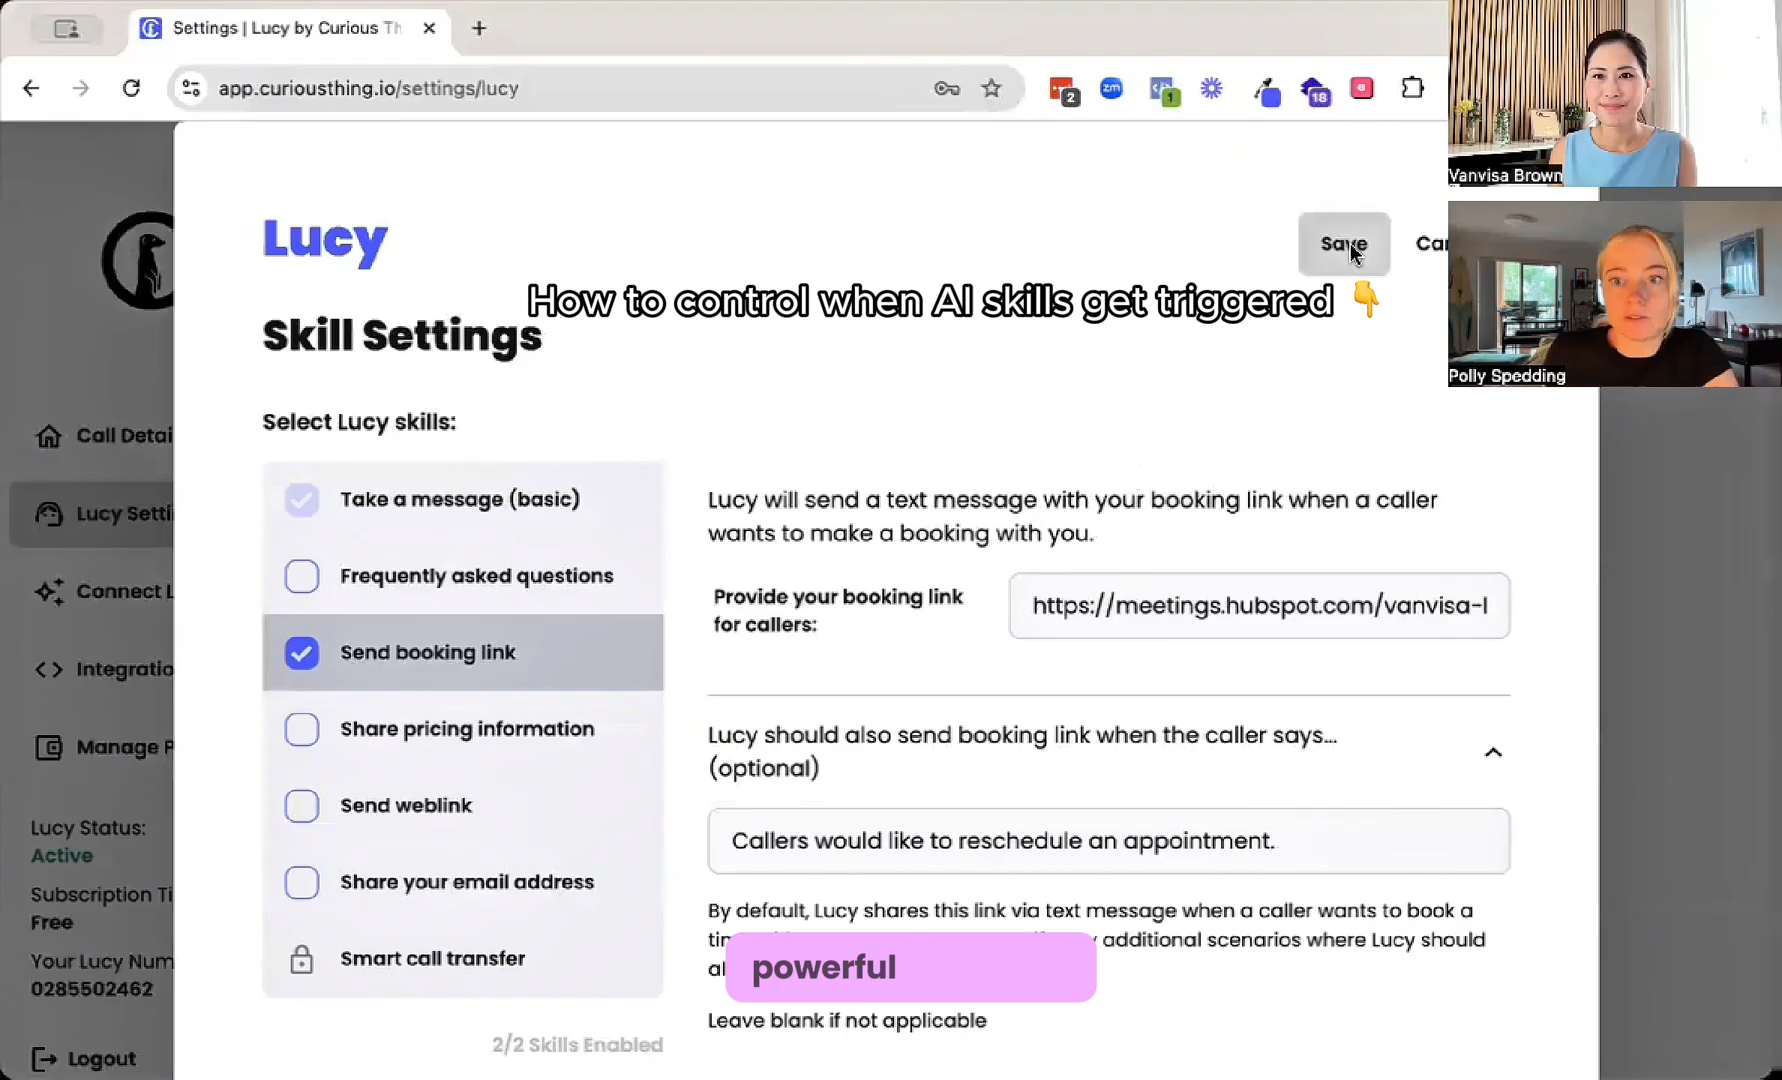 Settings | Lucy by Curious Th
app.curiousthing.io/settings/lucy
2
zm
1
18
Vanvisa Brown
Polly Spedding
Lucy
Save
Can
How to control when AI skills get triggered 👇
Skill Settings
Select Lucy skills:
Take a message (basic)
Frequently asked questions
Send booking link
Share pricing information
Send weblink
Share your email address
Smart call transfer
2/2 Skills Enabled
Lucy will send a text message with your booking link when a caller
wants to make a booking with you.
Provide your booking link
for callers:
https://meetings.hubspot.com/vanvisa-l
Lucy should also send booking link when the caller says...
(optional)
Callers would like to reschedule an appointment.
By default, Lucy shares this link via text message when a caller wants to book a
additional scenarios where Lucy should
powerful
Leave blank if not applicable
Call Detai
Lucy Setti
Connect L
Integratio
Manage P
Lucy Status:
Active
Subscription Ti
Free
Your Lucy Num
0285502462
Logout